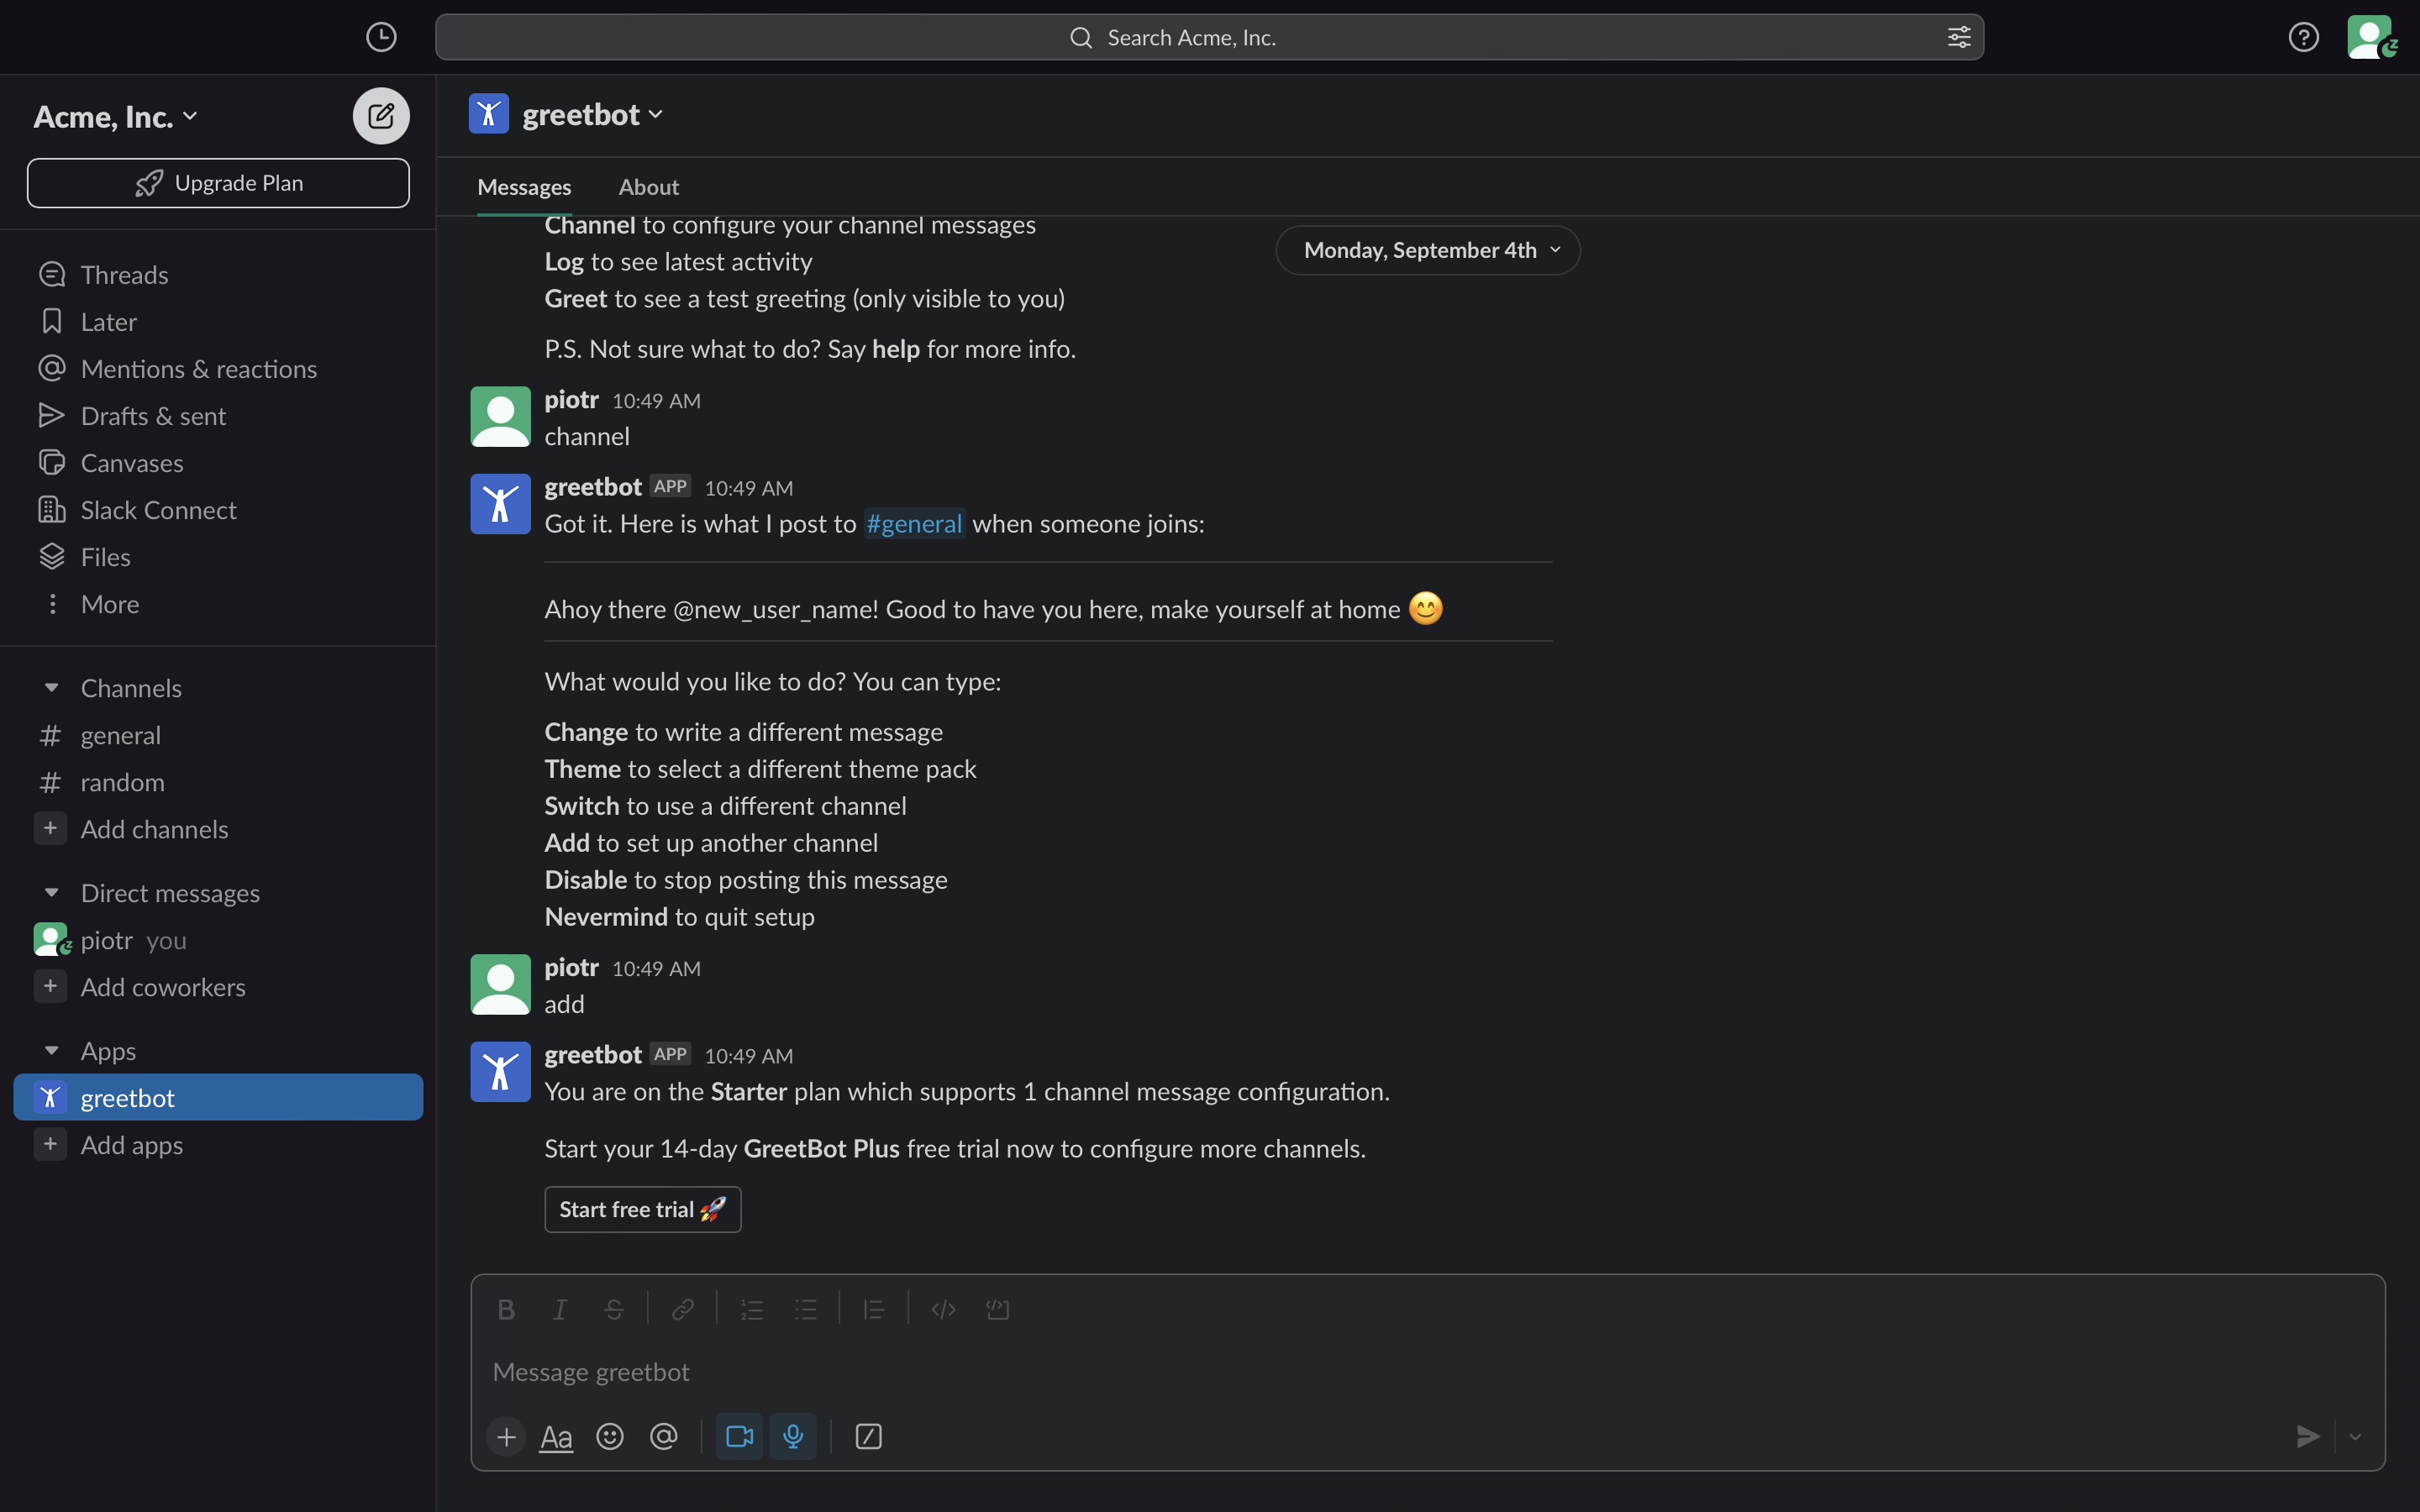 Search Acme, Inc.
Acme, Inc.
Upgrade Plan
Threads
Later
Mentions & reactions
Drafts & sent
Canvases
Slack Connect
Files
More
Channels
# general
# random
+ Add channels
Direct messages
piotr you
+ Add coworkers
Apps
greetbot
+ Add apps
greetbot
Messages About
Monday, September 4th
Channel to configure your channel messages
Log to see latest activity
Greet to see a test greeting (only visible to you)
P.S. Not sure what to do? Say help for more info.
piotr 10:49 AM
channel
greetbot APP 10:49 AM
Got it. Here is what I post to #general when someone joins:
Ahoy there @new_user_name! Good to have you here, make yourself at home 😊
What would you like to do? You can type:
Change to write a different message
Theme to select a different theme pack
Switch to use a different channel
Add to set up another channel
Disable to stop posting this message
Nevermind to quit setup
piotr 10:49 AM
add
greetbot APP 10:49 AM
You are on the Starter plan which supports 1 channel message configuration.
Start your 14-day GreetBot Plus free trial now to configure more channels.
Start free trial 🚀
Message greetbot
Aa